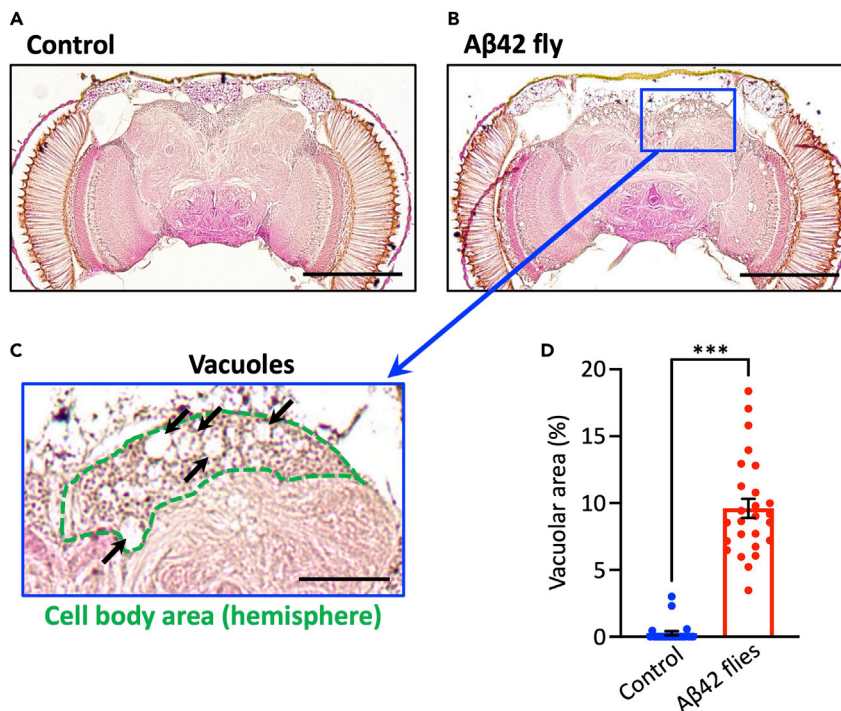 A
Control
B
Aβ42 fly
C
Vacuoles
Cell body area (hemisphere)
D
***
20
15
10
5
0
Vacuolar area (%)
Control
Aβ42 flies